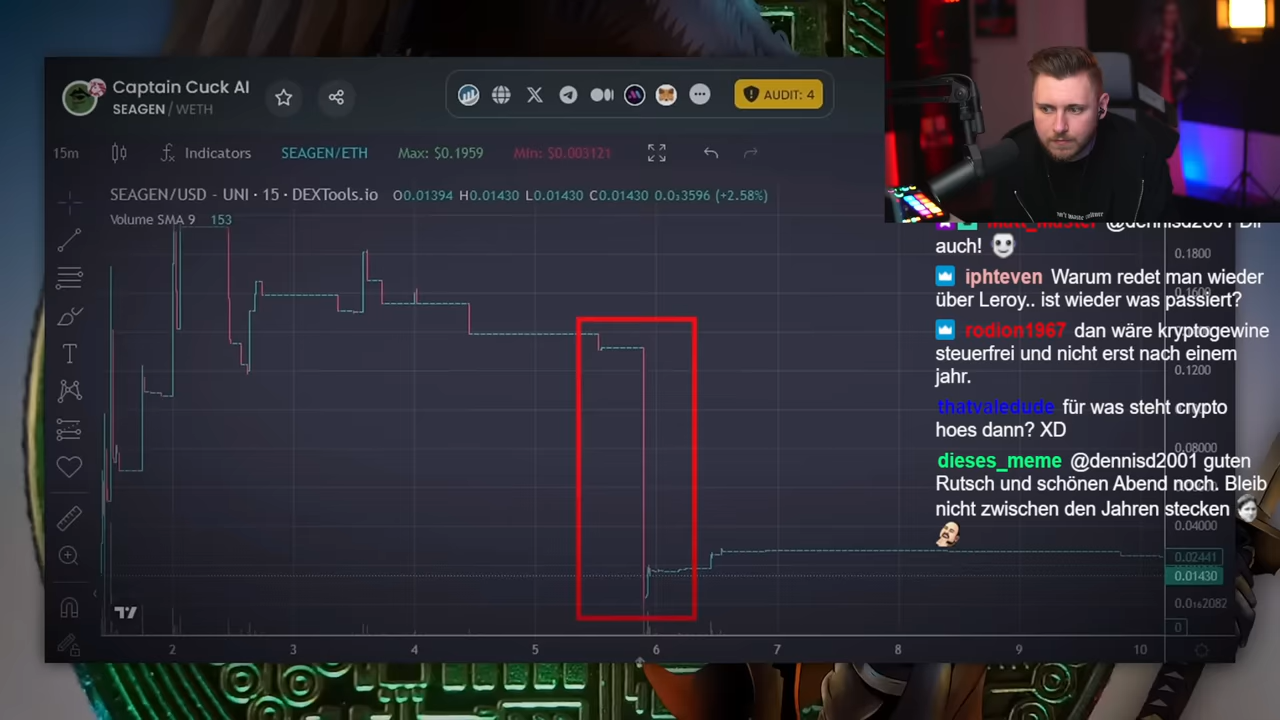 Captain Cuck AI
SEAGEN / WETH
AUDIT: 4
15m
Indicators
SEAGEN/ETH
Max: $0.1959
Min: $0.003121
SEAGEN/USD - UNI · 15 · DEXTools.io
O0.01394 H0.01430 L0.01430 C0.01430 0.0₃3596 (+2.58%)
Volume SMA 9 153
0.1800
0.1200
0.08000
0.04000
0.02441
0.01430
0
2 3 4 5 6 7 8 9 10
matt_master @dennisd2001 Dir
auch!
iphteven Warum redet man wieder
über Leroy.. ist wieder was passiert?
rodion1967 dan wäre kryptogewine
steuerfrei und nicht erst nach einem
jahr.
thatvaledude für was steht crypto
hoes dann? XD
dieses_meme @dennisd2001 guten
Rutsch und schönen Abend noch. Bleib
nicht zwischen den Jahren stecken